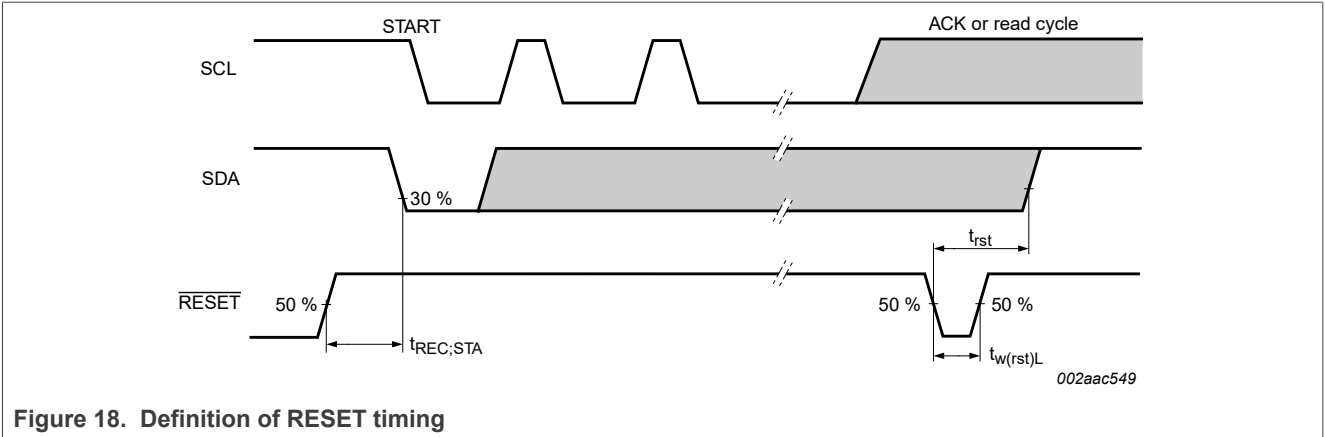 START
ACK or read cycle
SCL
SDA
30 %
t_rst
RESET
50 %
50 %
50 %
t_REC;STA
t_w(rst)L
002aac549
Figure 18. Definition of RESET timing